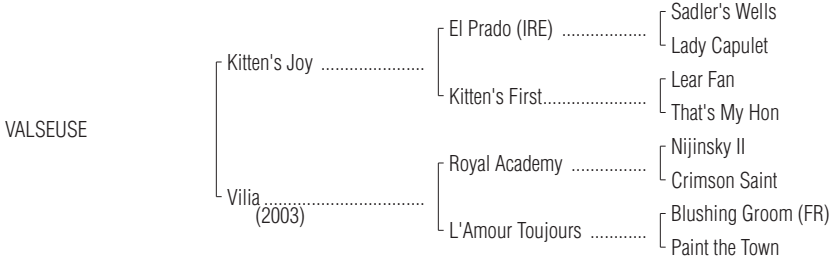 Sadler's Wells
El Prado (IRE) ..................
Lady Capulet
Kitten's Joy ......................
Lear Fan
Kitten's First......................
That's My Hon
VALSEUSE
Nijinsky II
Royal Academy ................
Crimson Saint
Vilia ..................................
(2003)
Blushing Groom (FR)
L'Amour Toujours ............
Paint the Town